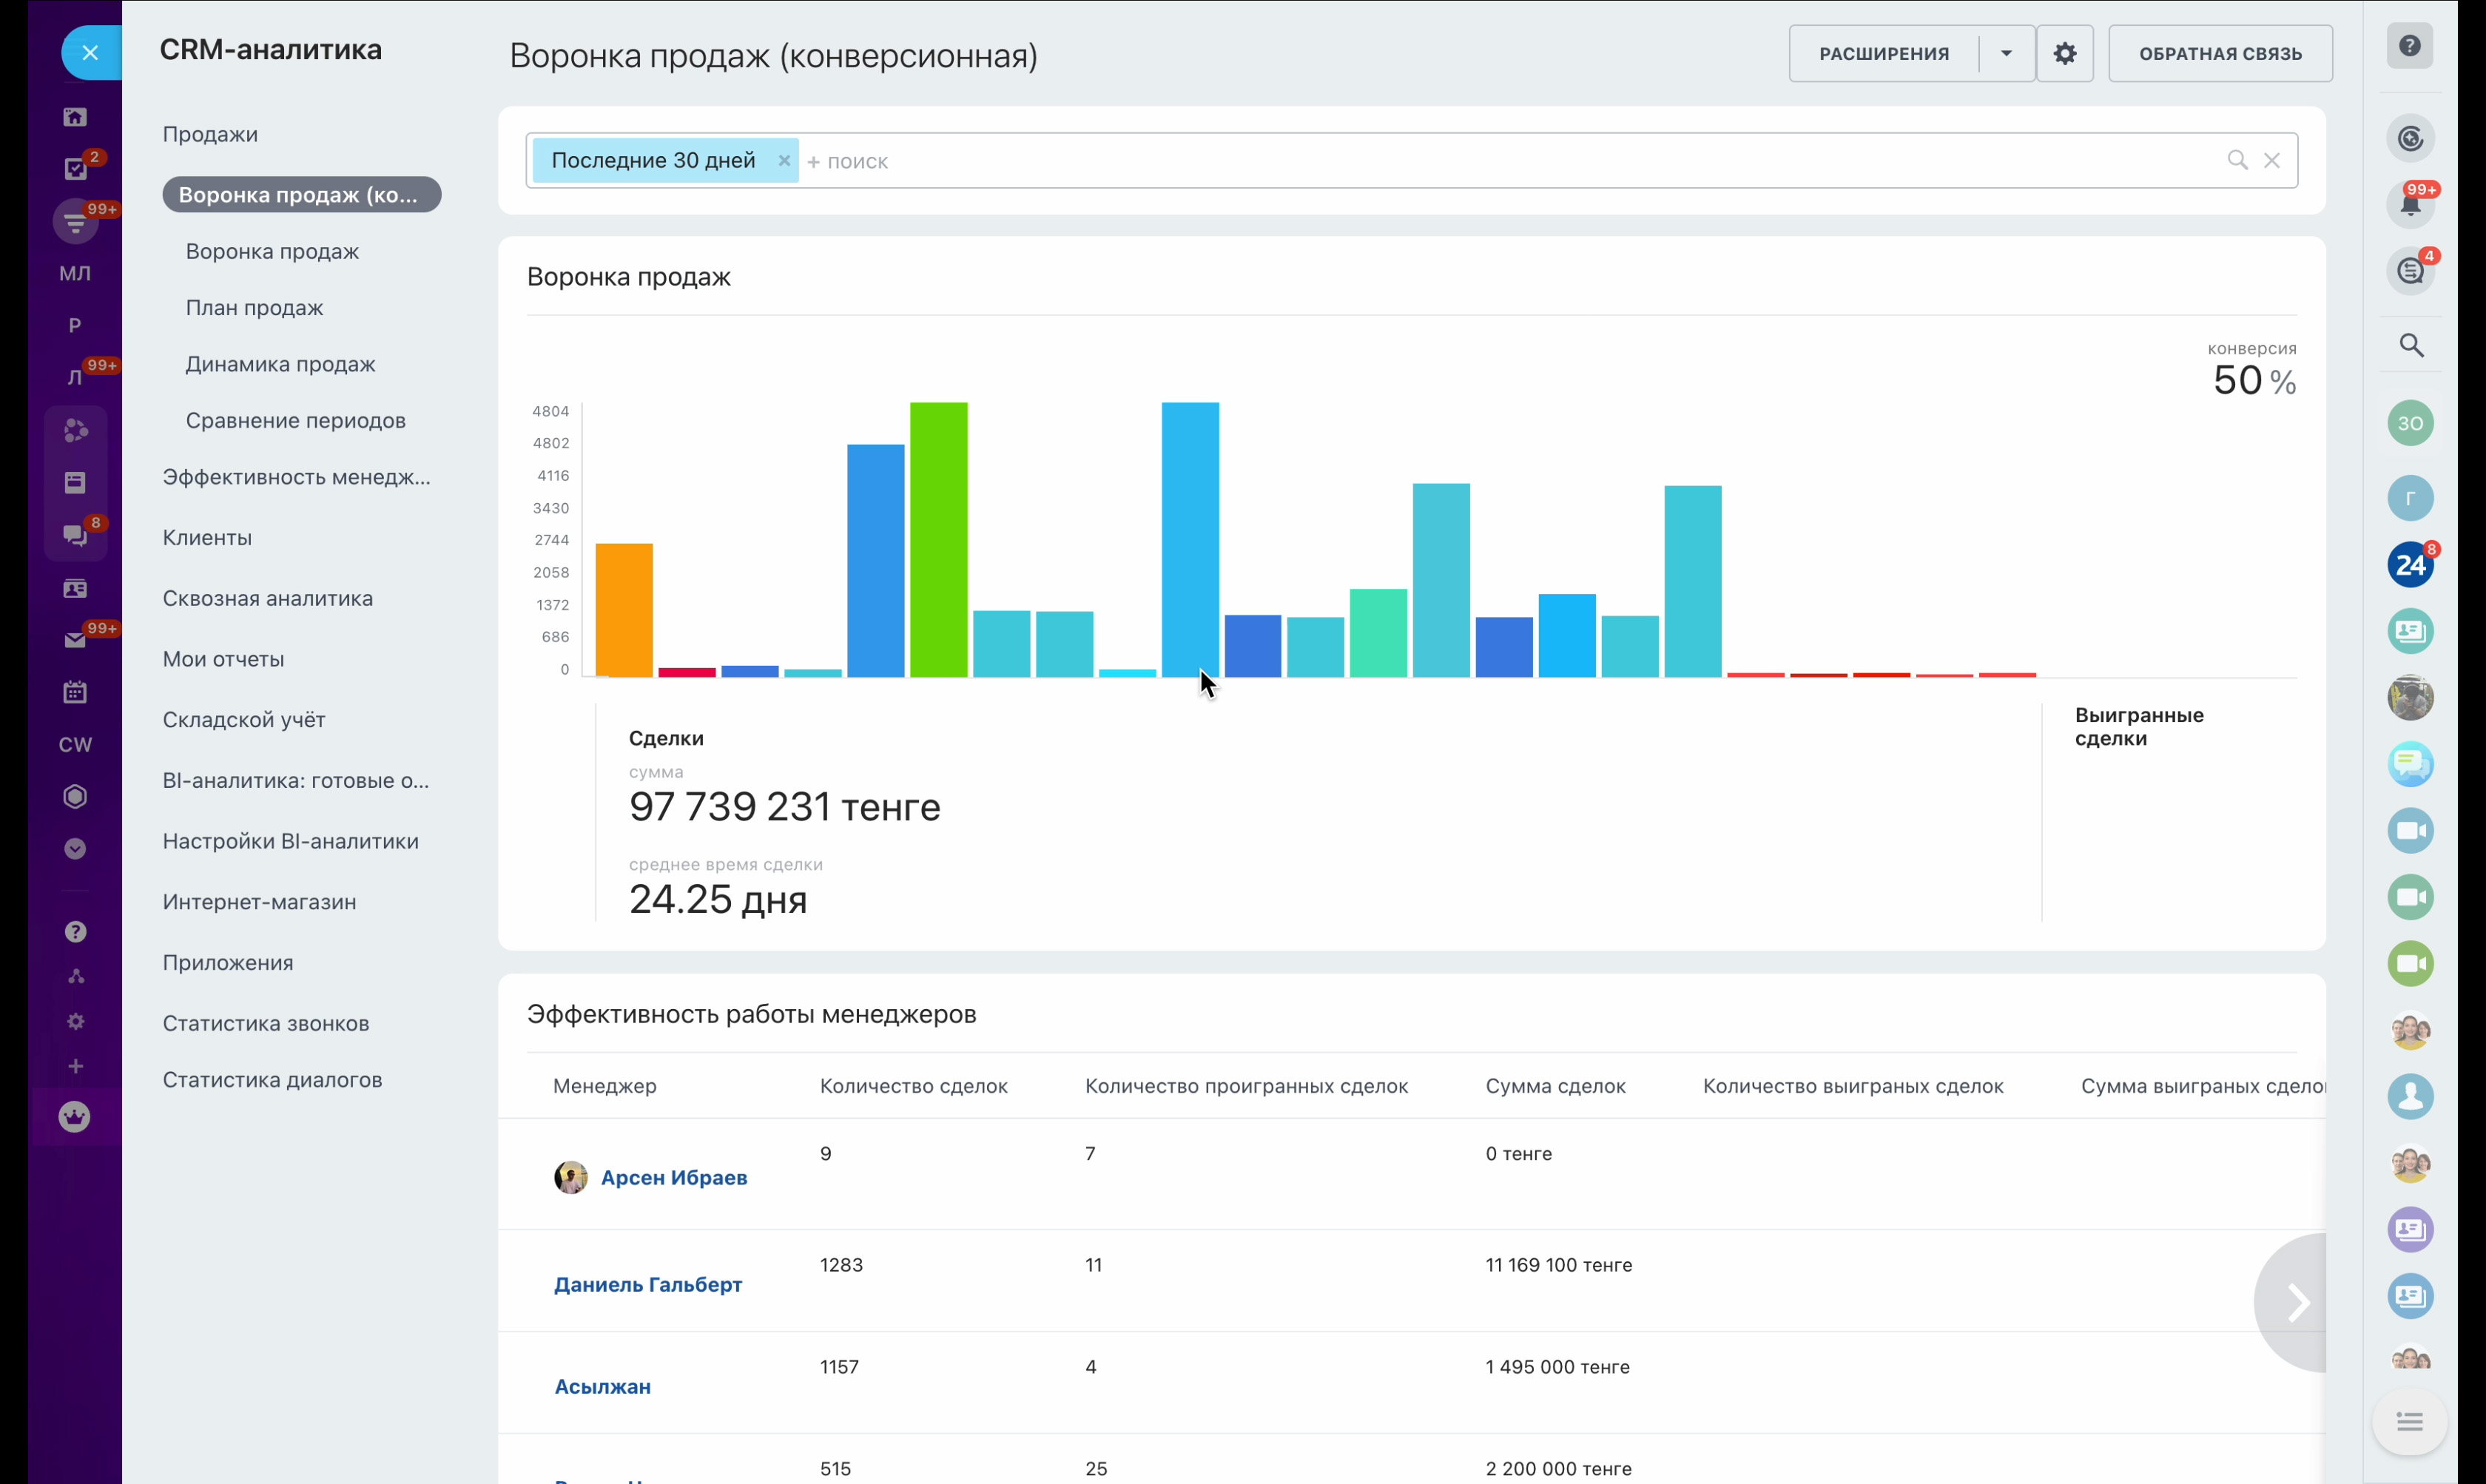 CRM-аналитика
Воронка продаж (конверсионная)
РАСШИРЕНИЯ
ОБРАТНАЯ СВЯЗЬ
2
99+
МЛ
Р
Л
99+
8
99+
CW
Продажи
Воронка продаж (ко...
Воронка продаж
План продаж
Динамика продаж
Сравнение периодов
Эффективность менедж...
Клиенты
Сквозная аналитика
Мои отчеты
Складской учёт
BI-аналитика: готовые о...
Настройки BI-аналитики
Интернет-магазин
Приложения
Статистика звонков
Статистика диалогов
Последние 30 дней
+ поиск
Воронка продаж
конверсия
50 %
4804
4802
4116
3430
2744
2058
1372
686
0
Сделки
сумма
97 739 231 тенге
среднее время сделки
24.25 дня
Выигранные
сделки
Эффективность работы менеджеров
Менеджер Количество сделок Количество проигранных сделок Сумма сделок Количество выиграных сделок Сумма выиграных сделок
Арсен Ибраев 9 7 0 тенге
Даниель Гальберт 1283 11 11 169 100 тенге
Асылжан 1157 4 1 495 000 тенге
515 25 2 200 000 тенге
?
99+
4
ЗО
Г
24
8